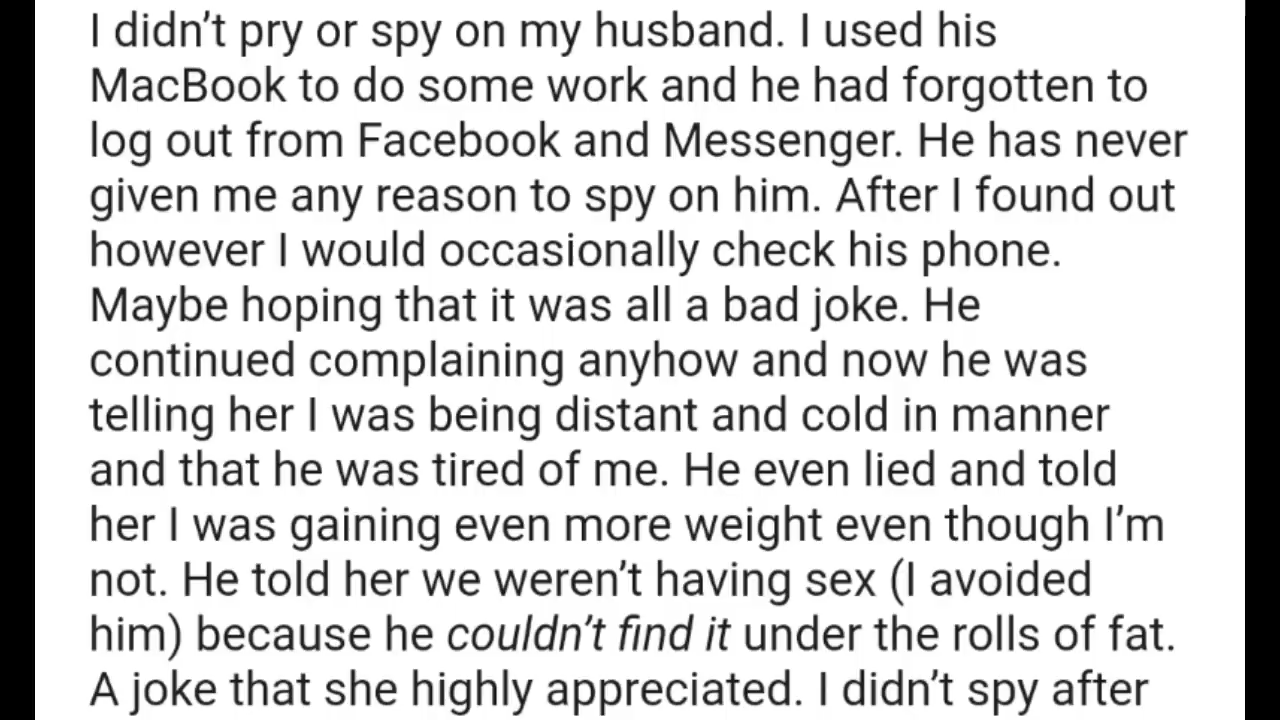 I didn’t pry or spy on my husband. I used his
MacBook to do some work and he had forgotten to
log out from Facebook and Messenger. He has never
given me any reason to spy on him. After I found out
however I would occasionally check his phone.
Maybe hoping that it was all a bad joke. He
continued complaining anyhow and now he was
telling her I was being distant and cold in manner
and that he was tired of me. He even lied and told
her I was gaining even more weight even though I’m
not. He told her we weren’t having sex (I avoided
him) because he couldn’t find it under the rolls of fat.
A joke that she highly appreciated. I didn’t spy after